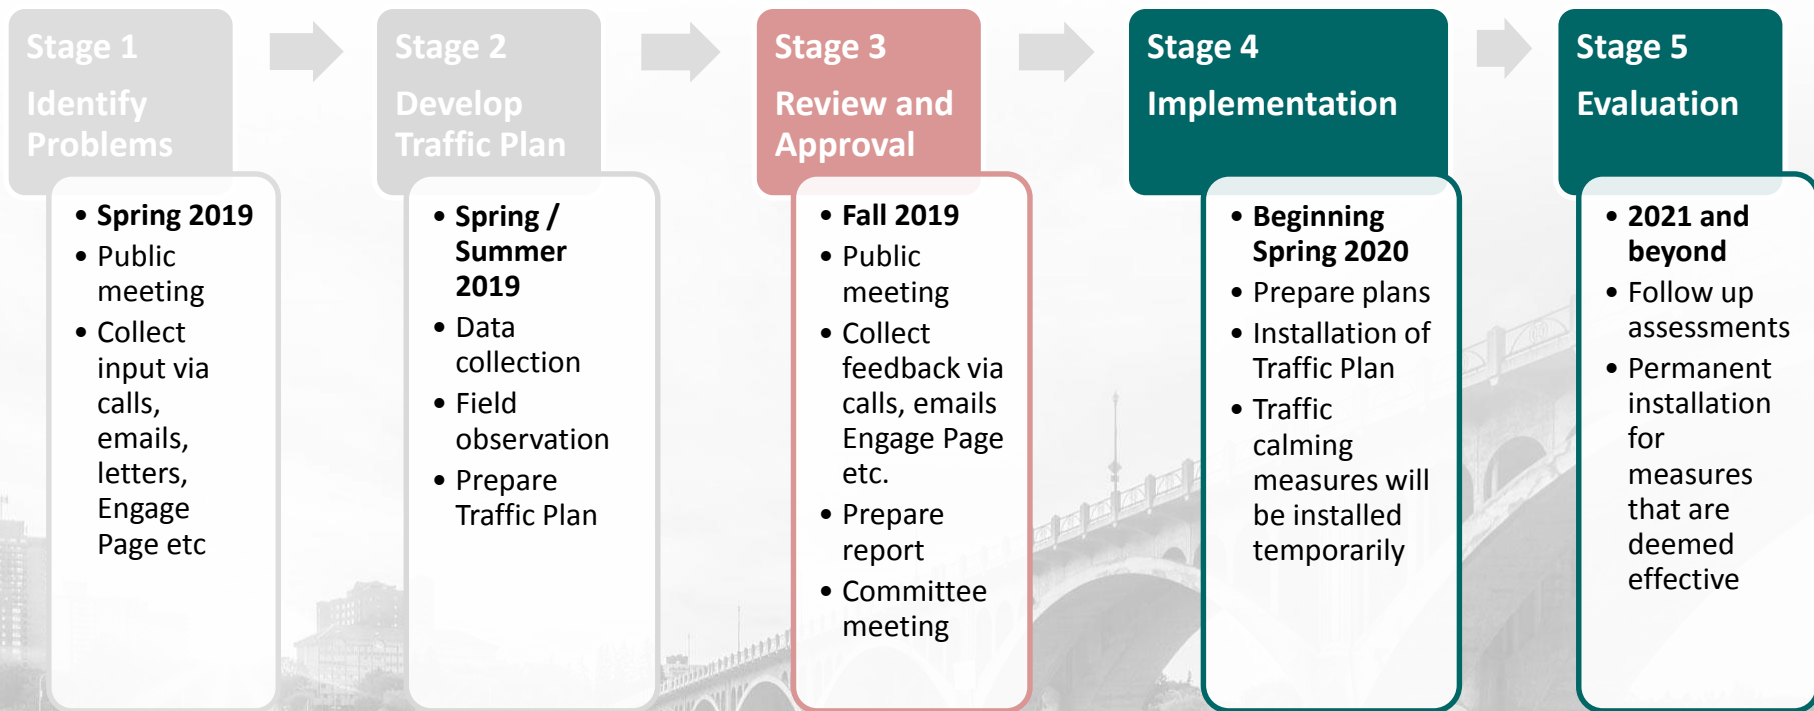 Stage 1
Identify
Problems
• Spring 2019
• Public
meeting
• Collect
input via
calls,
emails,
letters,
Engage
Page etc
Stage 2
Develop
Traffic Plan
• Spring /
Summer
2019
• Data
collection
• Field
observation
• Prepare
Traffic Plan
Stage 3
Review and
Approval
• Fall 2019
• Public
meeting
• Collect
feedback via
calls, emails
Engage Page
etc.
• Prepare
report
• Committee
meeting
Stage 4
Implementation
• Beginning
Spring 2020
• Prepare plans
• Installation of
Traffic Plan
• Traffic
calming
measures will
be installed
temporarily
Stage 5
Evaluation
• 2021 and
beyond
• Follow up
assessments
• Permanent
installation
for
measures
that are
deemed
effective